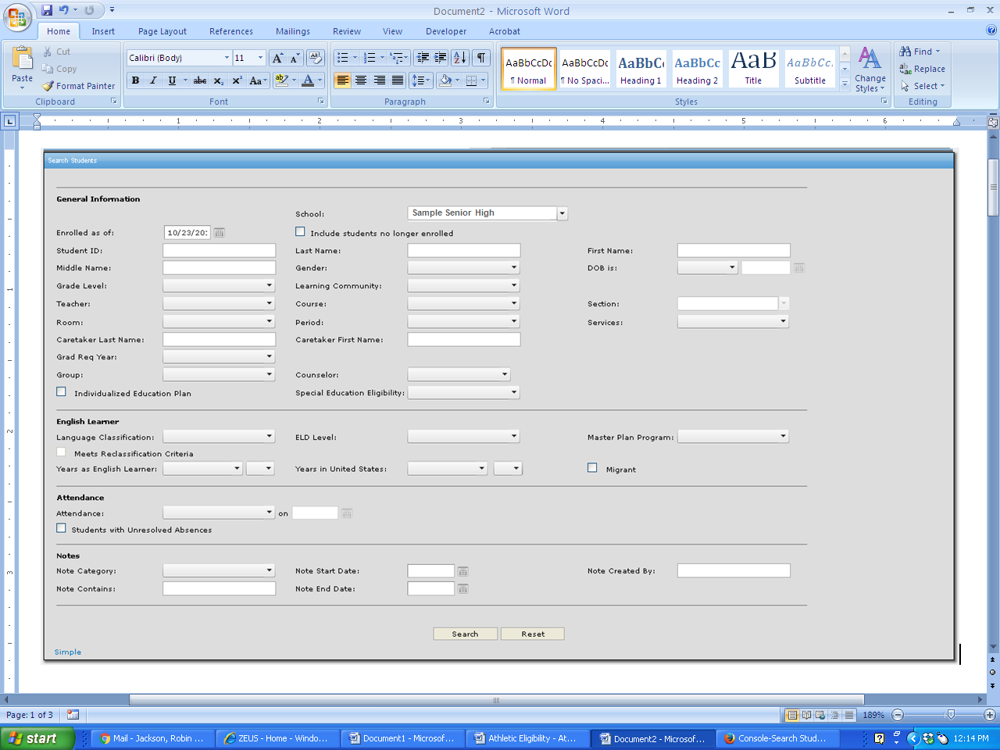 Document2 - Microsoft Word
Home Insert Page Layout References Mailings Review View Developer Acrobat
Paste Cut Copy Format Painter
Calibri (Body) 11
B I U abc x₂ x² Aa
AaBbCcDc AaBbCcDc AaBbCc AaBbCc AaB AaBbCc.
¶ Normal ¶ No Spaci... Heading 1 Heading 2 Title Subtitle
Change Styles
Find Replace Select
Clipboard Font Paragraph Styles Editing
1 2 3 4 5 6
Search Students
General Information
School: Sample Senior High
Enrolled as of: 10/23/20: Include students no longer enrolled
Student ID: Last Name: First Name:
Middle Name: Gender: DOB is:
Grade Level: Learning Community:
Teacher: Course: Section:
Room: Period: Services:
Caretaker Last Name: Caretaker First Name:
Grad Req Year:
Group: Counselor:
Individualized Education Plan Special Education Eligibility:
English Learner
Language Classification: ELD Level: Master Plan Program:
Meets Reclassification Criteria
Years as English Learner: Years in United States: Migrant
Attendance
Attendance: on
Students with Unresolved Absences
Notes
Note Category: Note Start Date: Note Created By:
Note Contains: Note End Date:
Search Reset
Simple
Page: 1 of 3 189%
start Mail - Jackson, Robin ... ZEUS - Home - Windo... Document1 - Microsof... Athletic Eligibility - At... Document2 - Microsof... Console-Search Stud... 12:14 PM